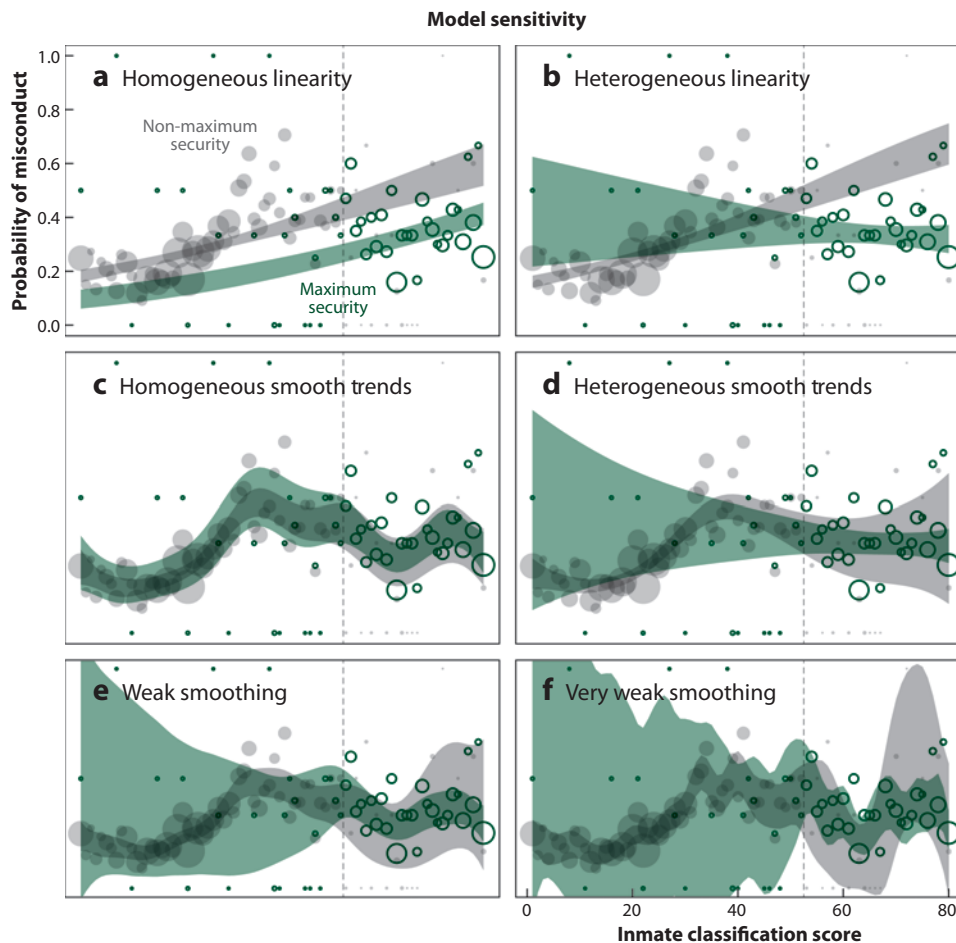 Model sensitivity
Probability of misconduct
1.0
0.8
0.6
0.4
0.2
0.0
a Homogeneous linearity
Non-maximum
security
Maximum
security
b Heterogeneous linearity
c Homogeneous smooth trends
d Heterogeneous smooth trends
e Weak smoothing
f Very weak smoothing
0
20
40
60
80
Inmate classification score